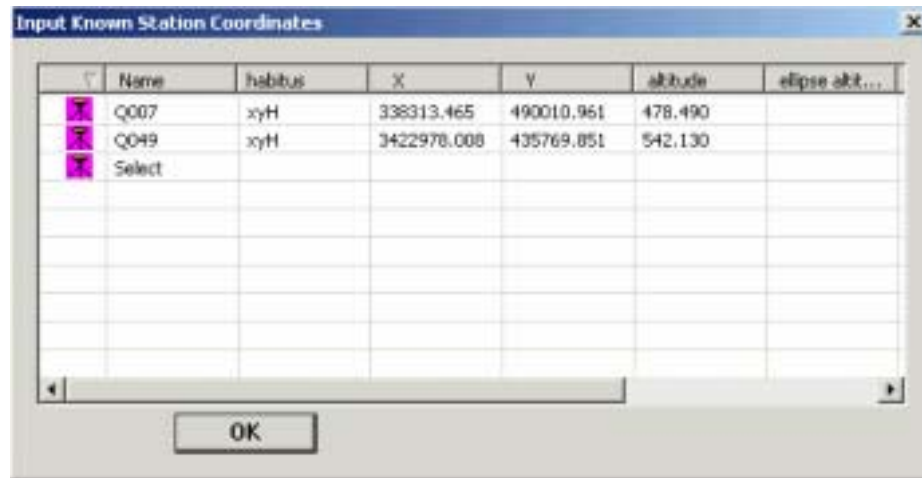 Input Known Station Coordinates
Name habitus X Y altitude ellipse altit...
Q007 xyH 338313.465 490010.961 478.490
Q049 xyH 3422978.008 435769.851 542.130
Select
OK